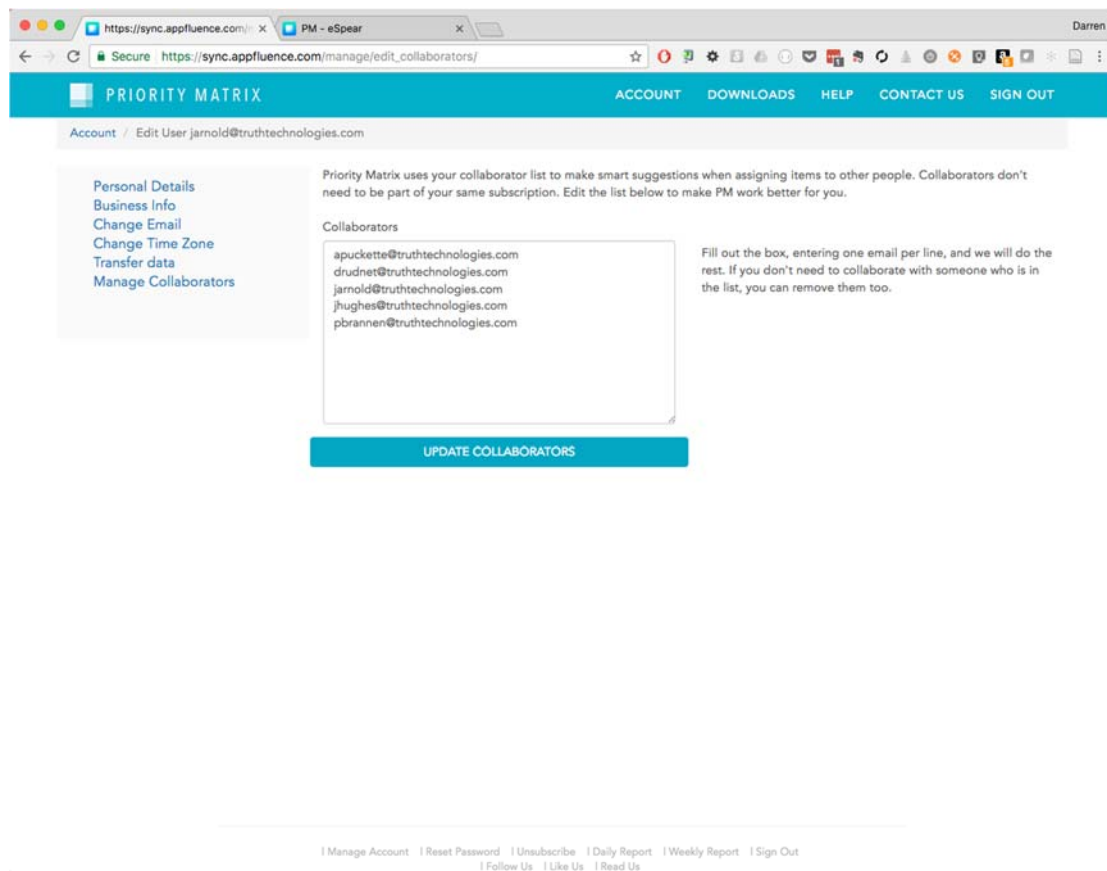 https://sync.appfluence.com/
PM - eSpear
Darren
Secure https://sync.appfluence.com/manage/edit_collaborators/
PRIORITY MATRIX
ACCOUNT DOWNLOADS HELP CONTACT US SIGN OUT
Account / Edit User jarnold@truthtechnologies.com
Personal Details
Business Info
Change Email
Change Time Zone
Transfer data
Manage Collaborators
Priority Matrix uses your collaborator list to make smart suggestions when assigning items to other people. Collaborators don't
need to be part of your same subscription. Edit the list below to make PM work better for you.
Collaborators
apuckette@truthtechnologies.com
drudnet@truthtechnologies.com
jarnold@truthtechnologies.com
jhughes@truthtechnologies.com
pbrannen@truthtechnologies.com
Fill out the box, entering one email per line, and we will do the
rest. If you don't need to collaborate with someone who is in
the list, you can remove them too.
UPDATE COLLABORATORS
| Manage Account | Reset Password | Unsubscribe | Daily Report | Weekly Report | Sign Out
| Follow Us | Like Us | Read Us